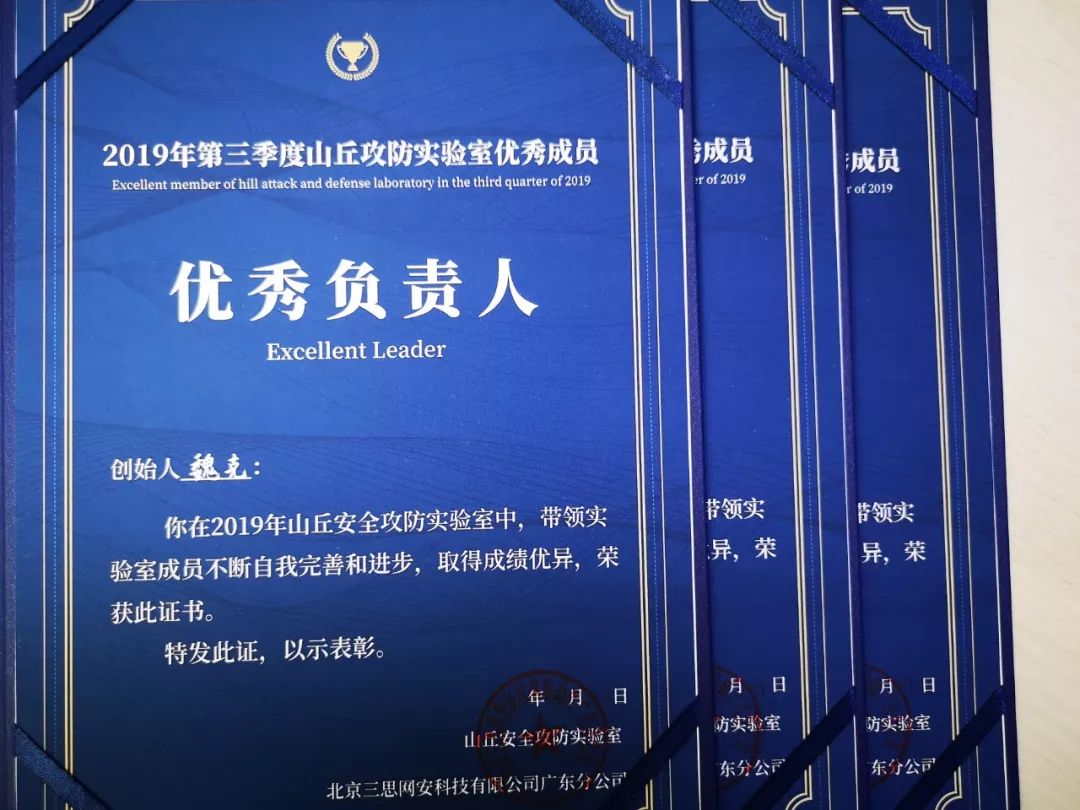 2019年第三季度山丘攻防实验室优秀成员
Excellent member of hill attack and defense laboratory in the third quarter of 2019
优秀负责人
Excellent Leader
创始人魏克：
你在2019年山丘安全攻防实验室中，带领实
验室成员不断自我完善和进步，取得成绩优异，荣
获此证书。
特发此证，以示表彰。
年 月 日
山丘安全攻防实验室
北京三思网安科技有限公司广东分公司
成员
er of 2019
带领实
异，荣
月 日
防实验室
东分公司
成员
r of 2019
带领实
异，荣
月 日
防实验室
东分公司